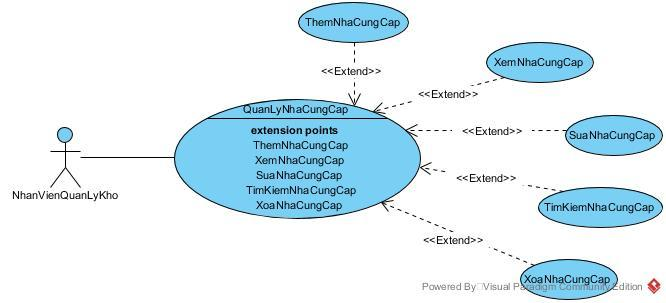 ThemNhaCungCap
<<Extend>>
XemNhaCungCap
<<Extend>>
QuanLyNhaCungCap
extension points
ThemNhaCungCap
XemNhaCungCap
SuaNhaCungCap
TimKiemNhaCungCap
XoaNhaCungCap
<<Extend>>
SuaNhaCungCap
<<Extend>>
TimKiemNhaCungCap
NhanVienQuanLyKho
<<Extend>>
XoaNhaCungCap
Powered By Visual Paradigm Community Edition